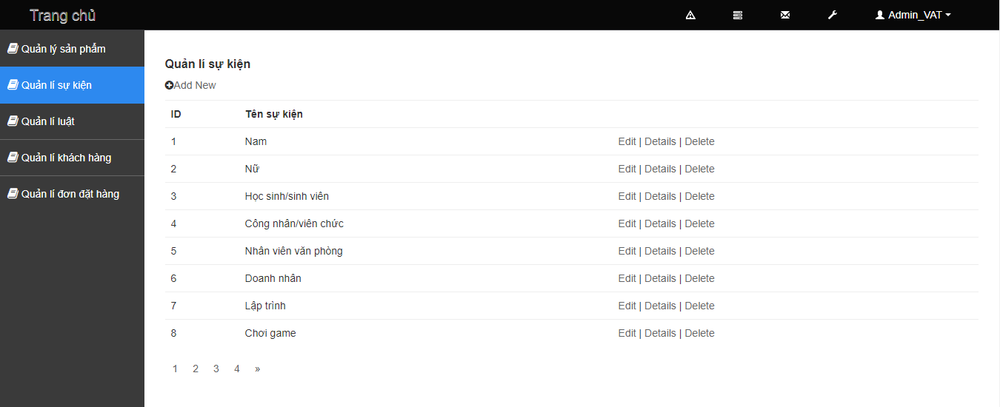 Trang chủ Admin_VAT
Quản lý sản phẩm
Quản lí sự kiện
Quản lí luật
Quản lí khách hàng
Quản lí đơn đặt hàng
Quản lí sự kiện
Add New
ID Tên sự kiện
1 Nam Edit | Details | Delete
2 Nữ Edit | Details | Delete
3 Học sinh/sinh viên Edit | Details | Delete
4 Công nhân/viên chức Edit | Details | Delete
5 Nhân viên văn phòng Edit | Details | Delete
6 Doanh nhân Edit | Details | Delete
7 Lập trình Edit | Details | Delete
8 Chơi game Edit | Details | Delete
1 2 3 4 »